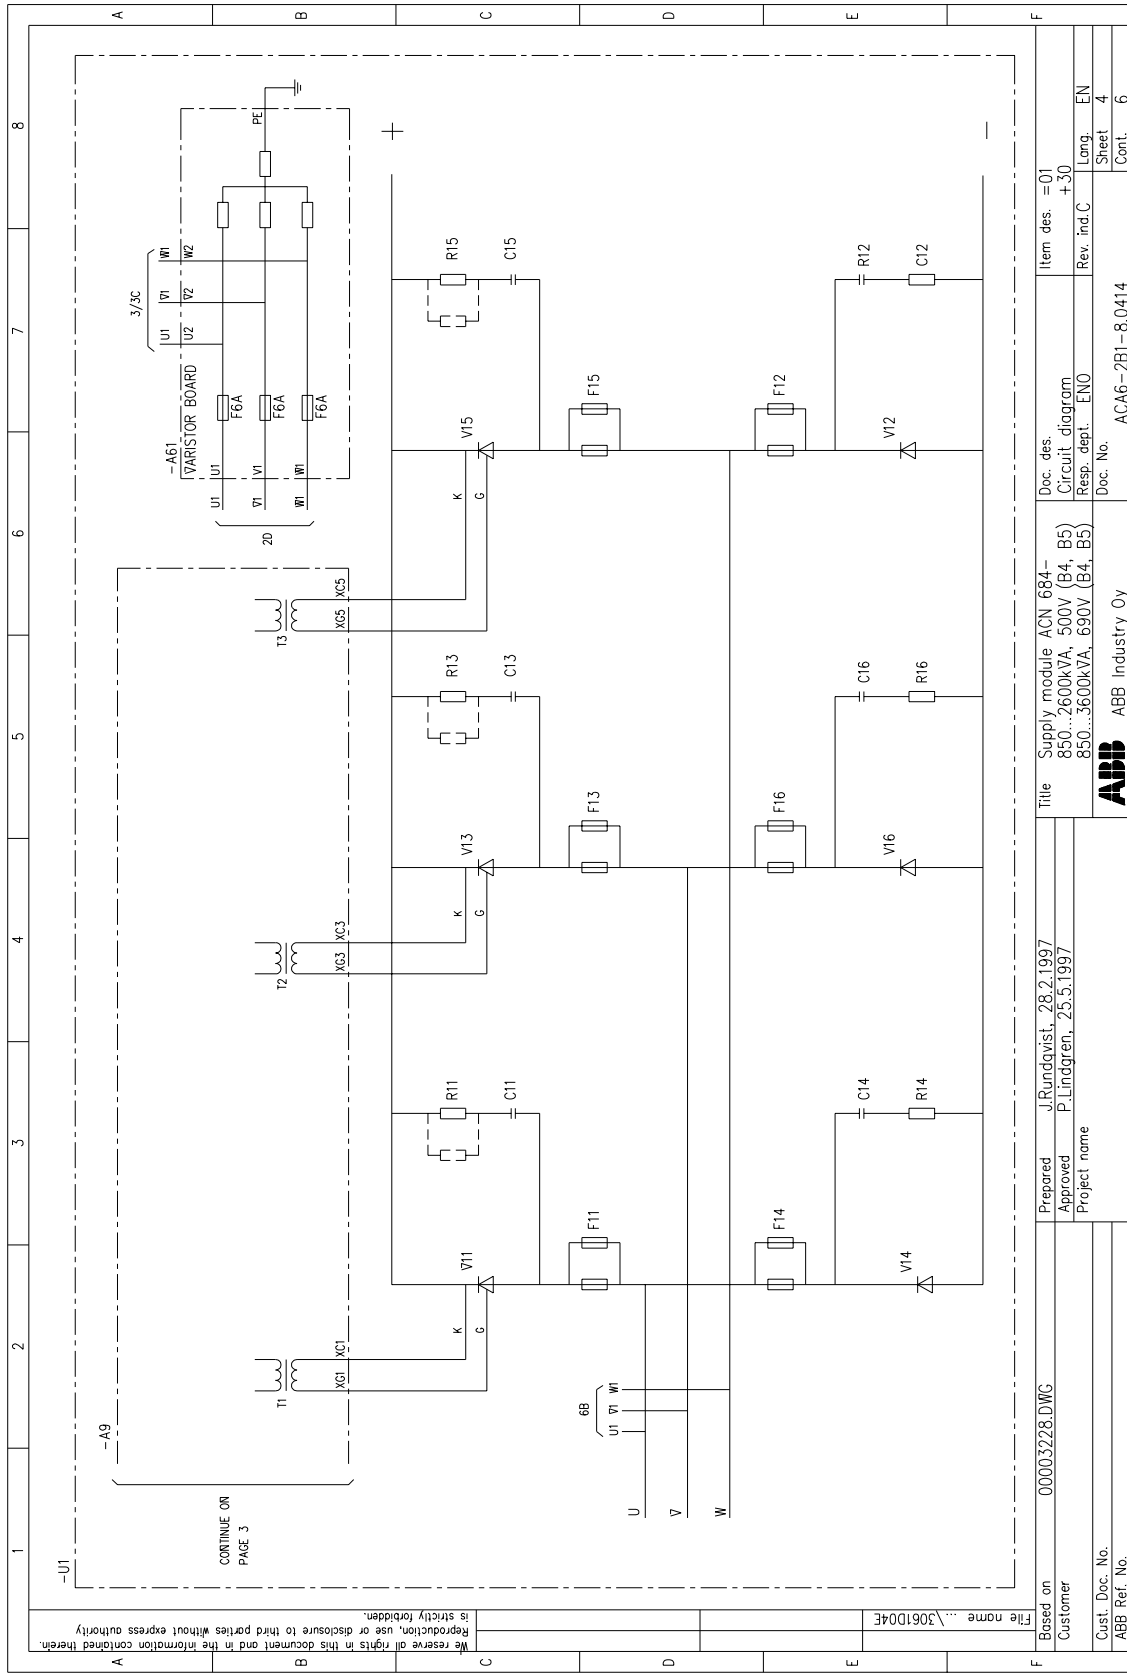 1 2 3 4 5 6 7 8
A B C D E F
A B C D E F
-U1
CONTINUE ON
PAGE 3
-A9
T1
XG1 XC1
T2
XG3 XC3
T3
XG5 XC5
-A61
VARISTOR BOARD
3/3C
U1 V1 W1
U2 V2 W2
2D
U1 U1
V1 V1
W1 W1
F6A
F6A
F6A
PE
+
K
G
V11
R11
C11
K
G
V13
R13
C13
K
G
V15
R15
C15
F11
F13
F15
6B
U1 V1 W1
U
V
W
F14
F16
F12
V14
C14
R14
V16
C16
R16
V12
R12
C12
-
We reserve all rights in this document and in the information contained therein.
Reproduction, use or disclosure to third parties without express authority
is strictly forbidden.
File name ...\3061D04E
Based on 00003228.DWG
Customer
Cust. Doc. No.
ABB Ref. No.
Prepared J.Rundqvist, 28.2.1997
Approved P.Lindgren, 25.5.1997
Project name
Title Supply module ACN 684-
850...2600kVA, 500V (B4, B5)
850...3600kVA, 690V (B4, B5)
ABB ABB Industry Oy
Doc. des.
Circuit diagram
Resp. dept. ENO
Doc. No.
ACA6-2B1-8.0414
Item des. =01
+30
Rev. ind. C
Lang. EN
Sheet 4
Cont. 6